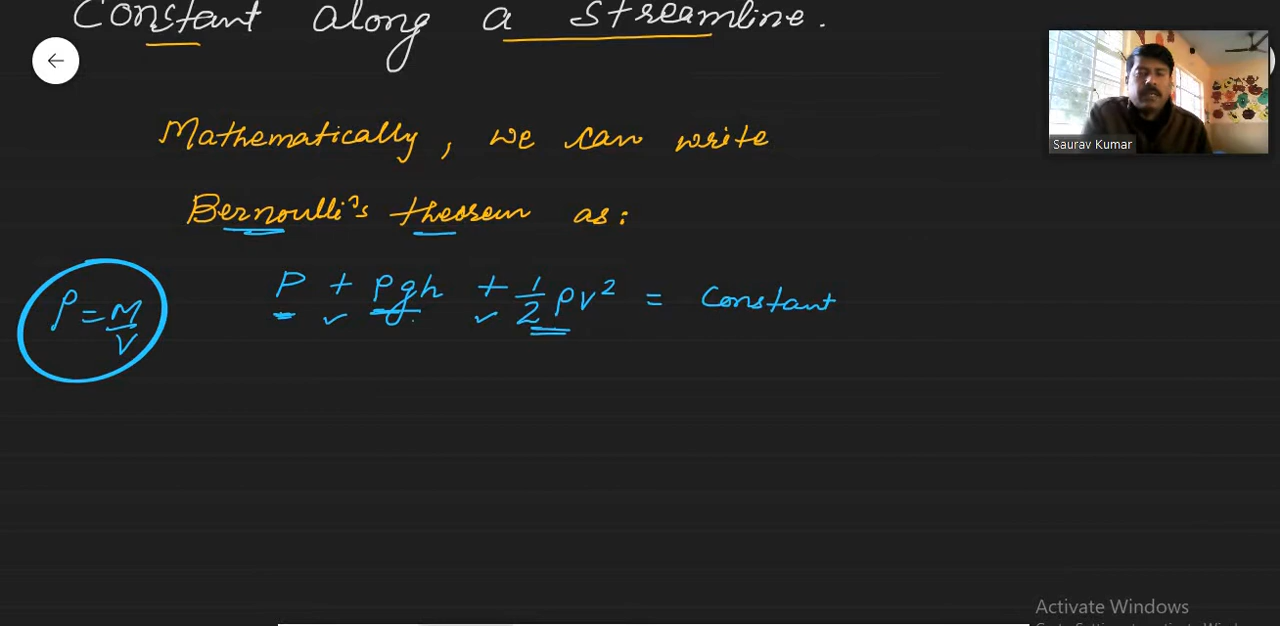 Constant along a streamline.
Saurav Kumar
Mathematically, we can write
Bernoulli's theorem as:
ρ = M/V
P + ρgh + 1/2 ρv² = Constant
Activate Windows